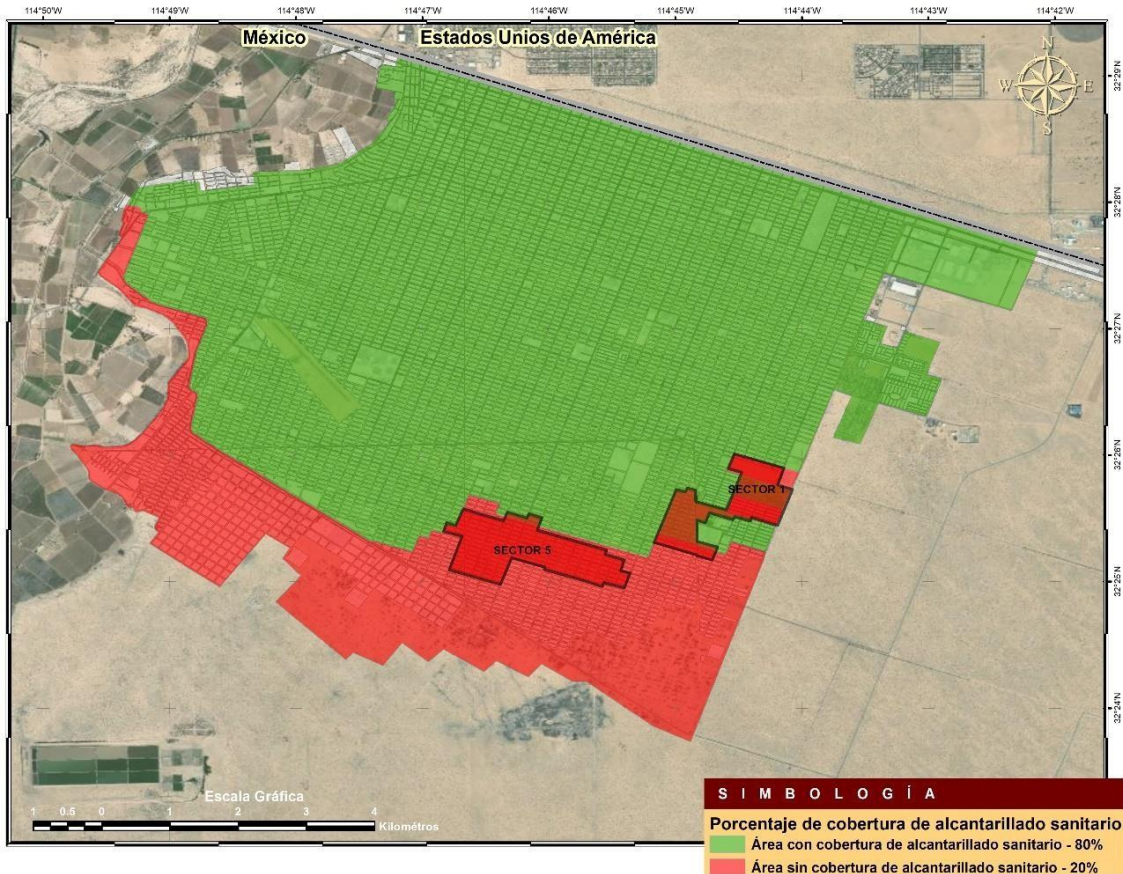 114°50'W 114°49'W 114°48'W 114°47'W 114°46'W 114°45'W 114°44'W 114°43'W 114°42'W
México Estados Unios de América
N
W E
S
32°29'N
32°28'N
32°27'N
32°26'N
32°25'N
32°24'N
SECTOR 1
SECTOR 5
Escala Gráfica
1 0.5 0 1 2 3 4
Kilométros
SIMBOLOGÍA
Porcentaje de cobertura de alcantarillado sanitario
Área con cobertura de alcantarillado sanitario - 80%
Área sin cobertura de alcantarillado sanitario - 20%